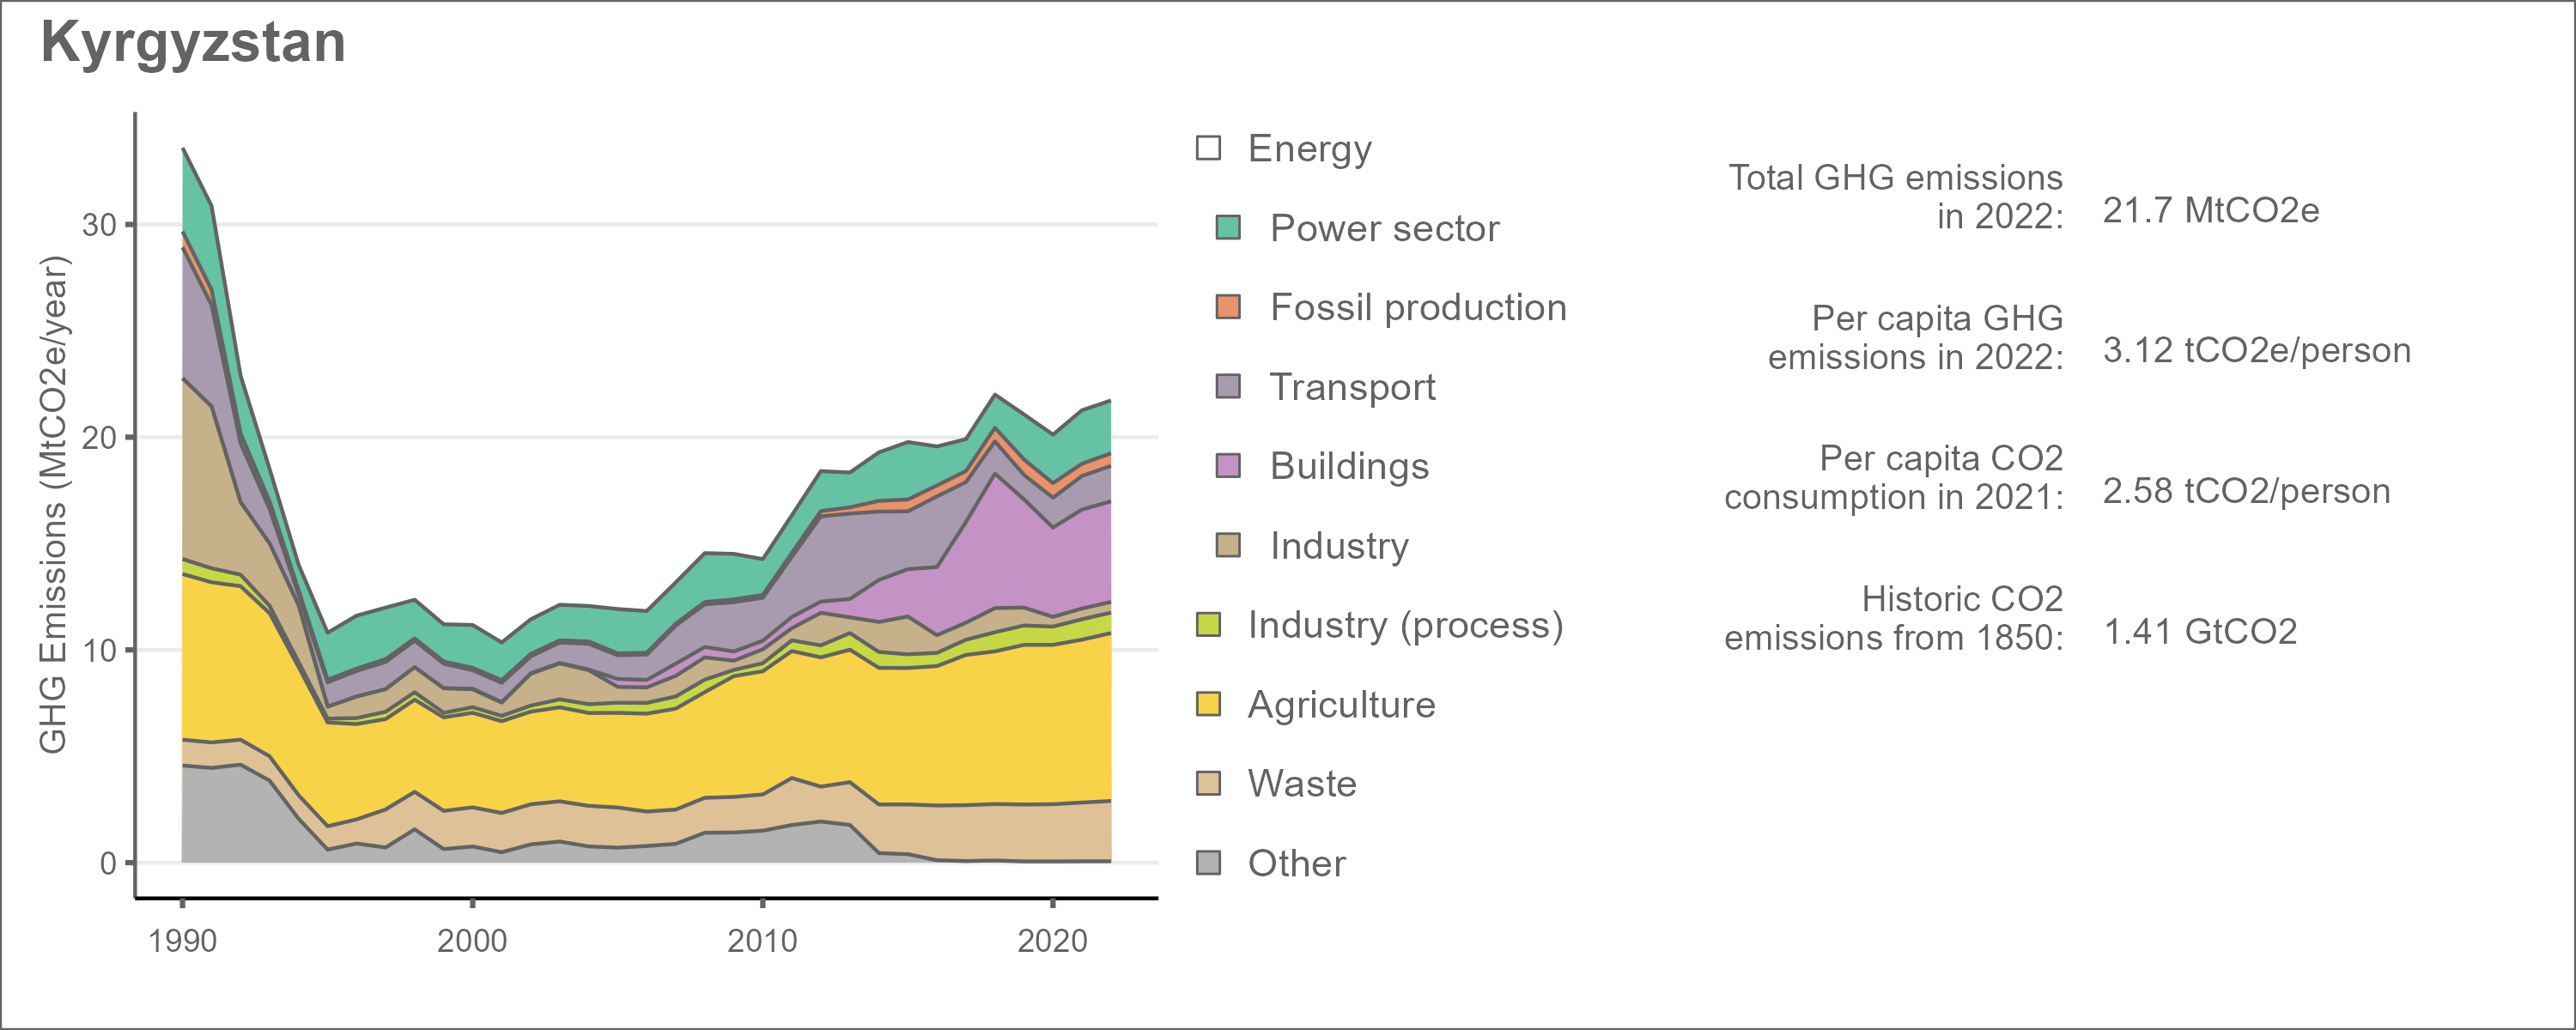 Kyrgyzstan
GHG Emissions (MtCO2e/year)
30
20
10
0
1990
2000
2010
2020
Energy
Power sector
Fossil production
Transport
Buildings
Industry
Industry (process)
Agriculture
Waste
Other
Total GHG emissions
in 2022:
21.7 MtCO2e
Per capita GHG
emissions in 2022:
3.12 tCO2e/person
Per capita CO2
consumption in 2021:
2.58 tCO2/person
Historic CO2
emissions from 1850:
1.41 GtCO2